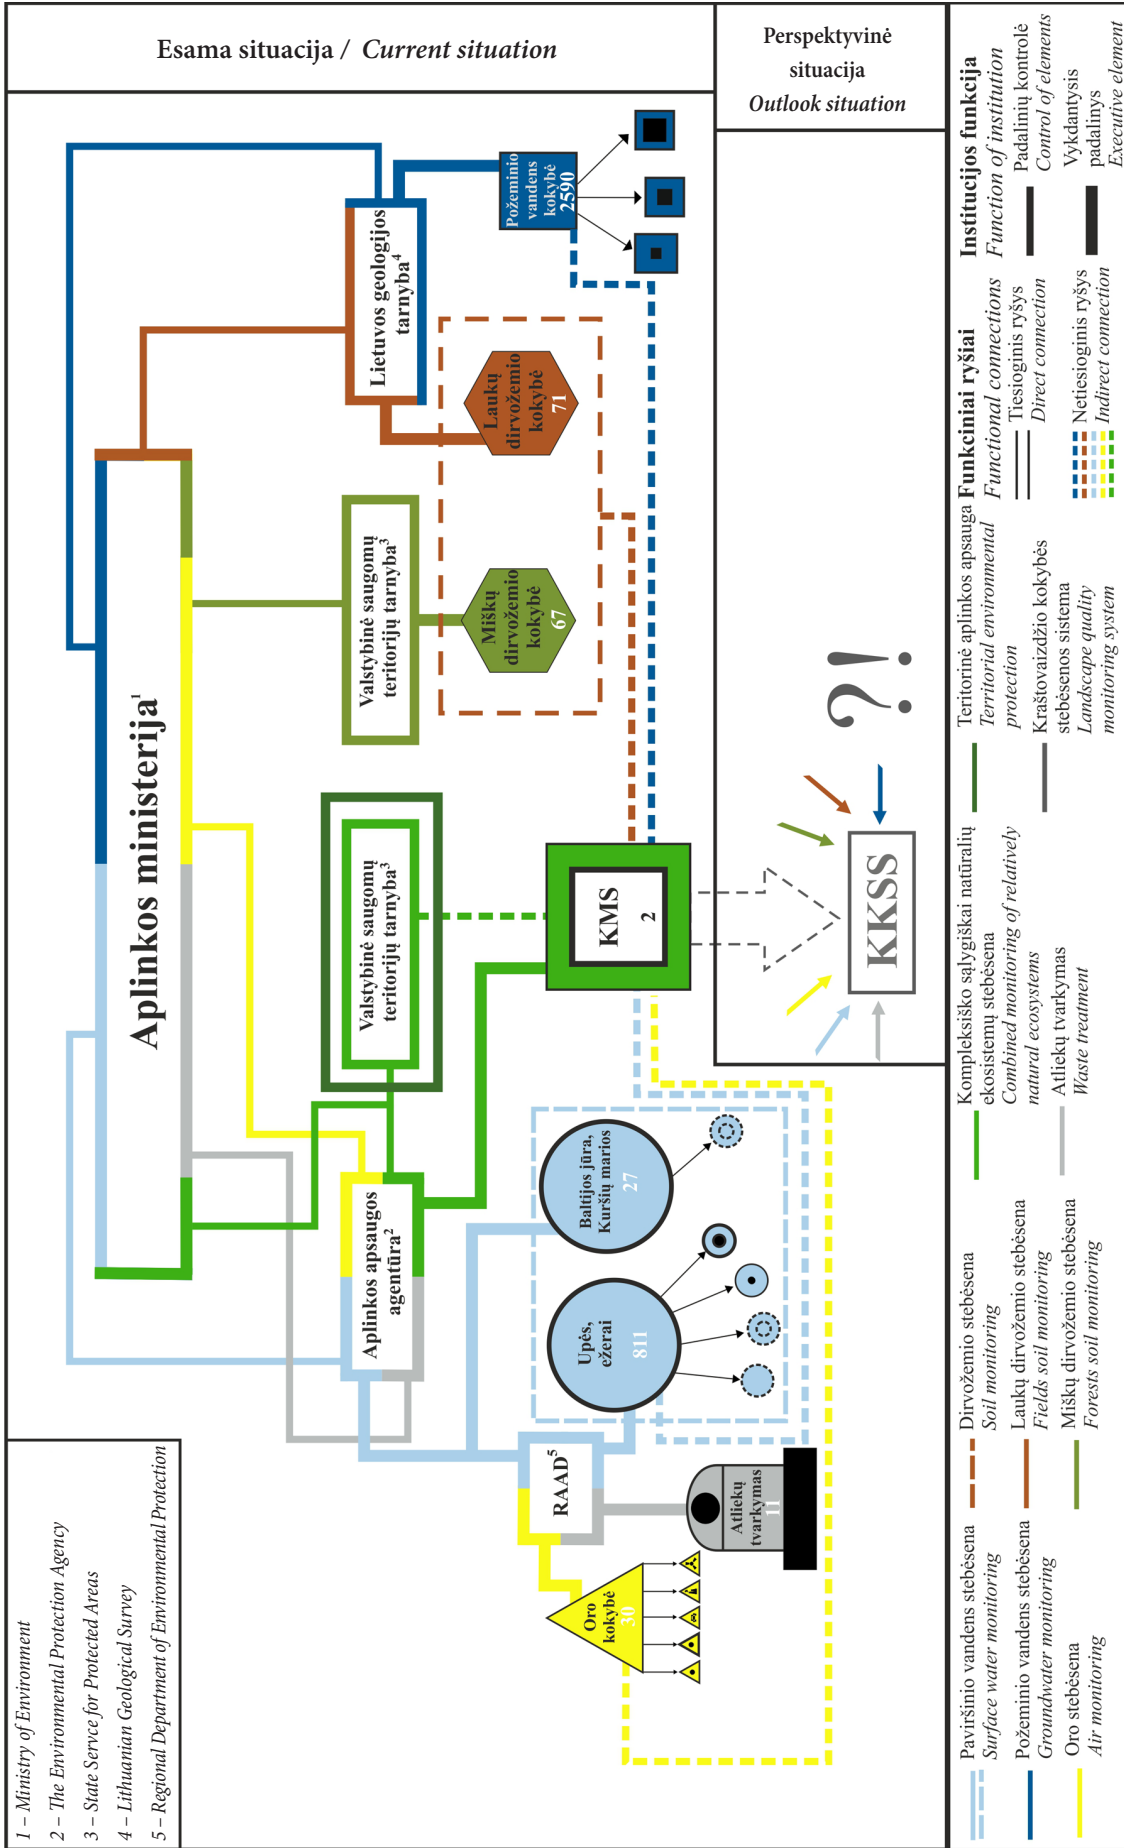 Esama situacija / Current situation
Perspektyvinė
situacija
Outlook situation
1 – Ministry of Environment
2 – The Environmental Protection Agency
3 – State Servce for Protected Areas
4 – Lithuanian Geological Survey
5 – Regional Department of Environmental Protection
Aplinkos ministerija1
Aplinkos apsaugos
agentūra2
Valstybinė saugomų
teritorijų tarnyba3
Valstybinė saugomų
teritorijų tarnyba3
Lietuvos geologijos
tarnyba4
RAAD5
Oro
kokybė
30
Atliekų
tvarkymas
11
Upės,
ežerai
811
Baltijos jūra,
Kuršių marios
27
KMS
2
Miškų
dirvožemio
kokybė
67
Laukų
dirvožemio
kokybė
71
Požeminio
vandens
kokybė
2590
KKSS
?!
Paviršinio vandens stebėsena
Surface water monitoring
Požeminio vandens stebėsena
Groundwater monitoring
Oro stebėsena
Air monitoring
Dirvožemio stebėsena
Soil monitoring
Laukų dirvožemio stebėsena
Fields soil monitoring
Miškų dirvožemio stebėsena
Forests soil monitoring
Kompleksiško sąlygiškai natūralių
ekosistemų stebėsena
Combined monitoring of relatively
natural ecosystems
Atliekų tvarkymas
Waste treatment
Teritorinė aplinkos apsauga
Territorial environmental
protection
Kraštovaizdžio kokybės
stebėsenos sistema
Landscape quality
monitoring system
Funkciniai ryšiai
Functional connections
Tiesioginis ryšys
Direct connection
Netiesioginis ryšys
Indirect connection
Institucijos funkcija
Function of institution
Padalinių kontrolė
Control of elements
Vykdantysis
padalinys
Executive element